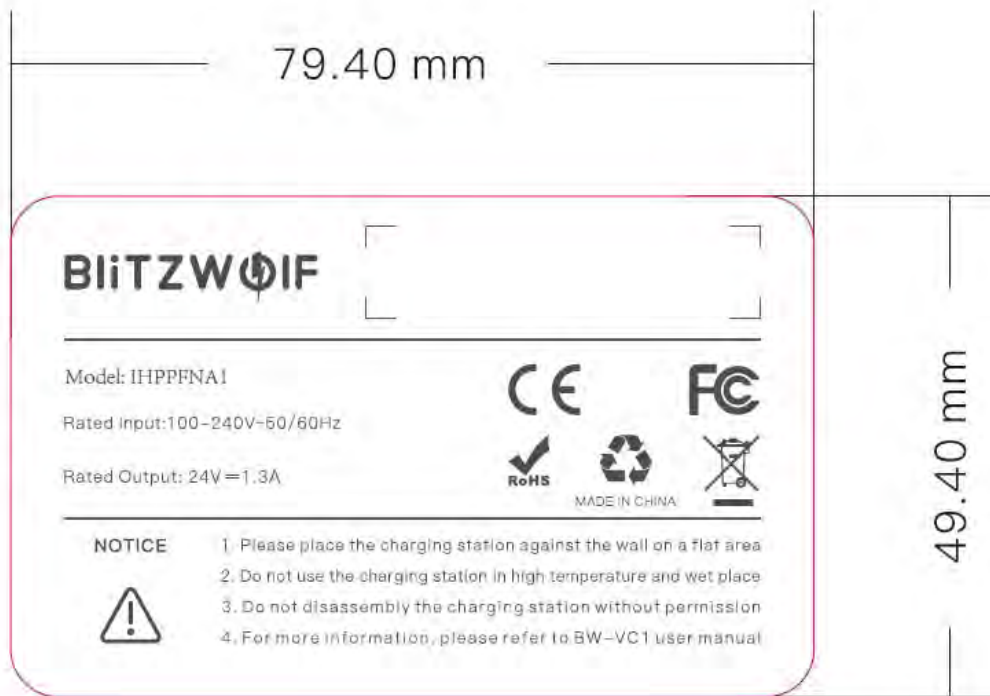 79.40 mm
BliTZWOlF
Model: IHPPFNA1
Rated Input:100-240V~50/60Hz
Rated Output: 24V⎓1.3A
CE
FC
RoHS
MADE IN CHINA
NOTICE
1. Please place the charging station against the wall on a flat area
2. Do not use the charging station in high temperature and wet place
3. Do not disassembly the charging station without permission
4. For more information, please refer to BW-VC1 user manual
49.40 mm